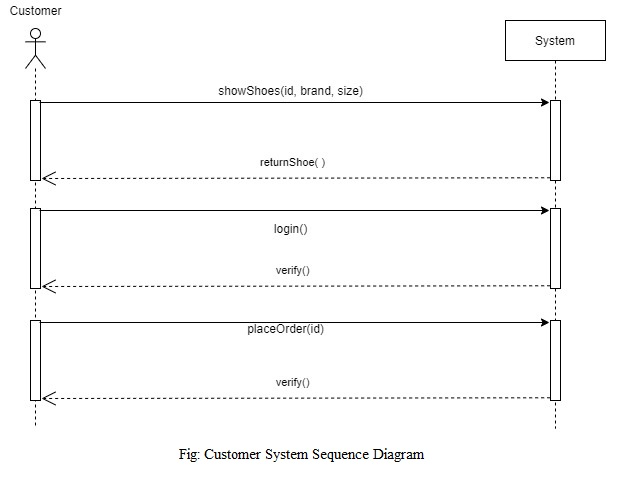 Customer
System
showShoes(id, brand, size)
returnShoe( )
login()
verify()
placeOrder(id)
verify()
Fig: Customer System Sequence Diagram